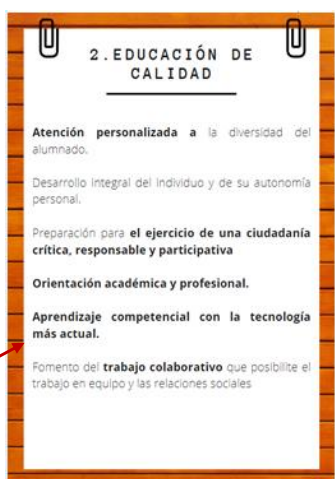 2.EDUCACIÓN DE
CALIDAD
Atención personalizada a la diversidad del
alumnado.
Desarrollo integral del individuo y de su autonomía
personal.
Preparación para el ejercicio de una ciudadanía
crítica, responsable y participativa
Orientación académica y profesional.
Aprendizaje competencial con la tecnología
más actual.
Fomento del trabajo colaborativo que posibilite el
trabajo en equipo y las relaciones sociales